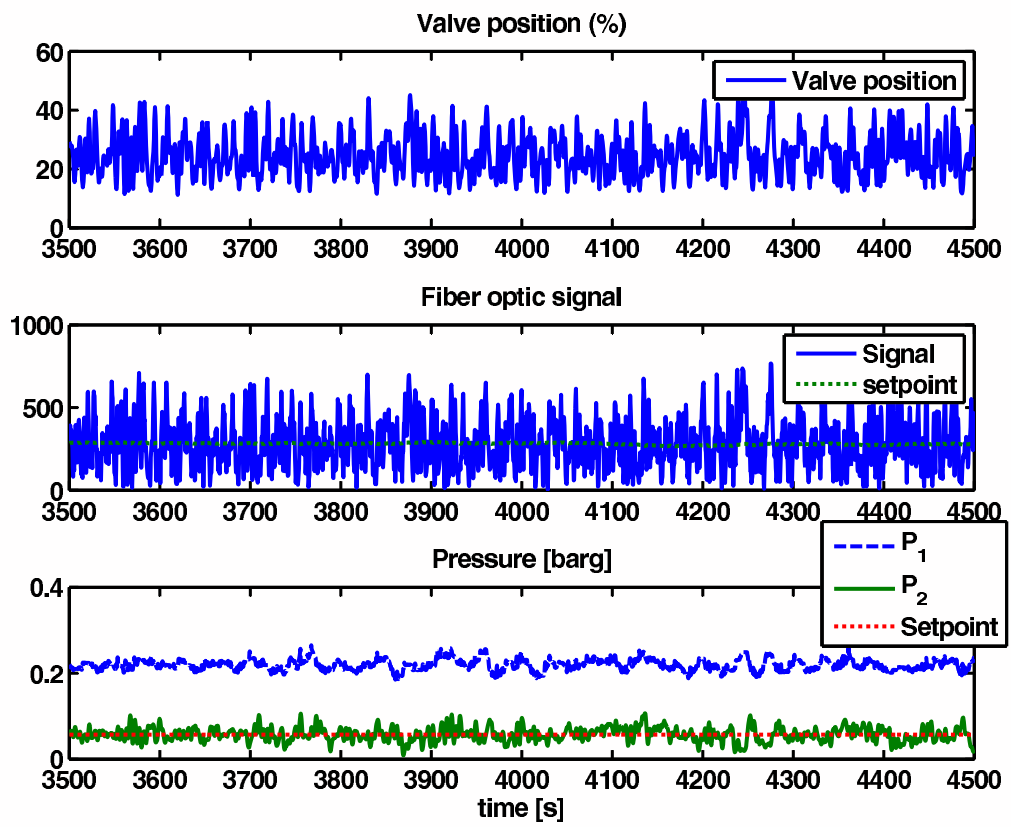 Valve position (%)
60
Valve position
40
20
0
3500 3600 3700 3800 3900 4000 4100 4200 4300 4400 4500
Fiber optic signal
1000
Signal
setpoint
500
0
3500 3600 3700 3800 3900 4000 4100 4200 4300 4400 4500
Pressure [barg]
P1
P2
Setpoint
0.4
0.2
0
3500 3600 3700 3800 3900 4000 4100 4200 4300 4400 4500
time [s]